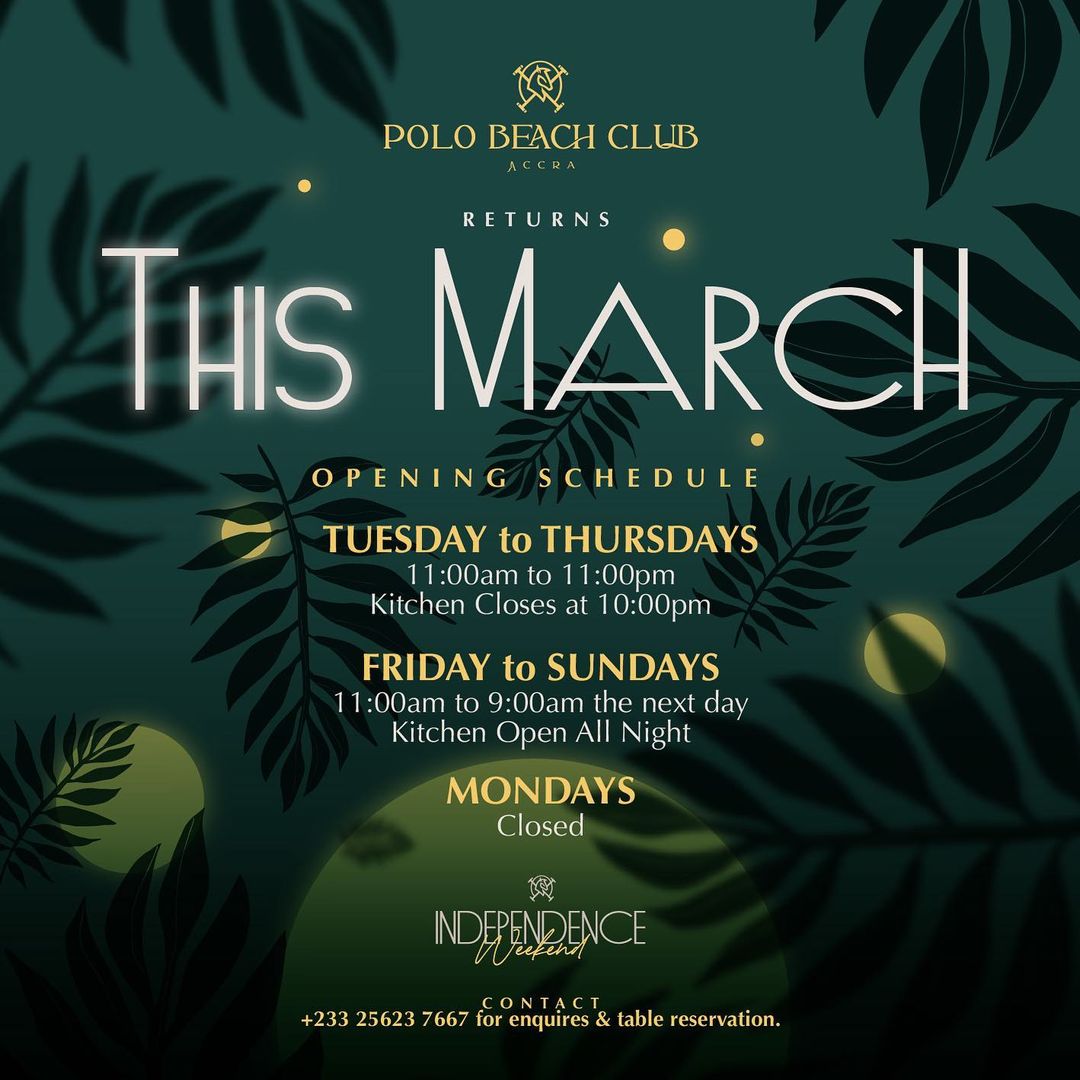 POLO BEACH CLUB
ACCRA
RETURNS
THIS MARCH
OPENING SCHEDULE
TUESDAY to THURSDAYS
11:00am to 11:00pm
Kitchen Closes at 10:00pm
FRIDAY to SUNDAYS
11:00am to 9:00am the next day
Kitchen Open All Night
MONDAYS
Closed
INDEPENDENCE
Weekend
CONTACT
+233 25623 7667 for enquires & table reservation.